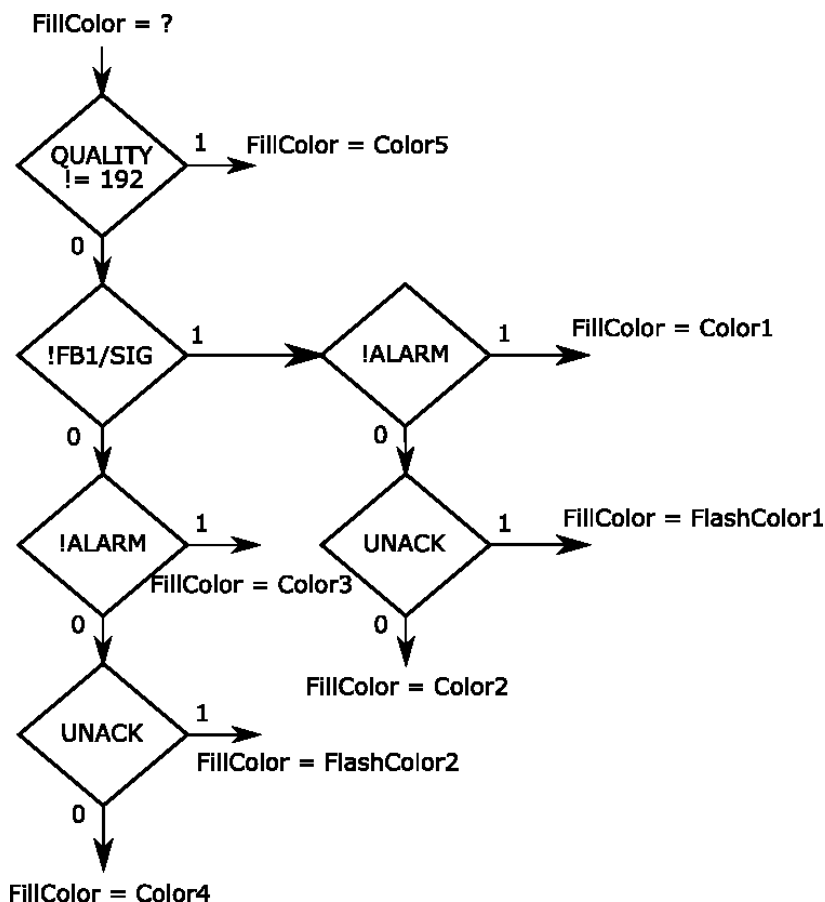 FillColor = ?
QUALITY
!= 192
1
FillColor = Color5
0
!FB1/SIG
1
!ALARM
1
FillColor = Color1
0
0
!ALARM
1
FillColor = Color3
UNACK
1
FillColor = FlashColor1
0
0
FillColor = Color2
UNACK
1
FillColor = FlashColor2
0
FillColor = Color4